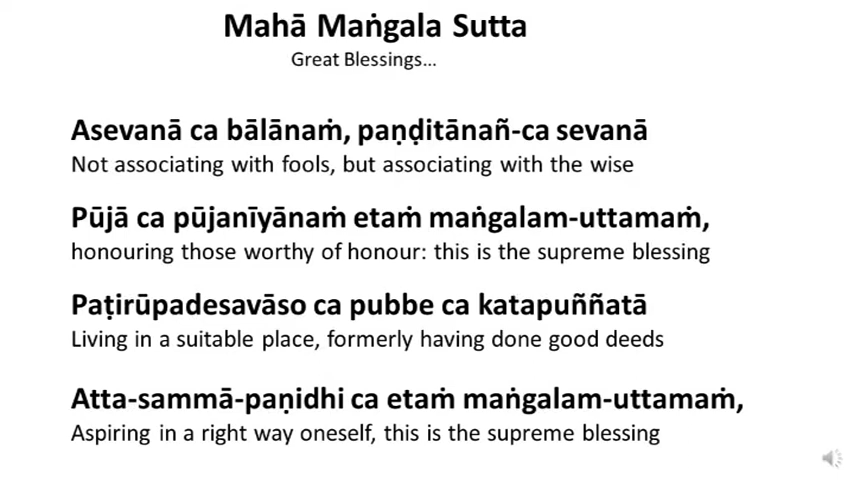 Mahā Maṅgala Sutta
Great Blessings...
Asevanā ca bālānaṁ, paṇḍitānañ-ca sevanā
Not associating with fools, but associating with the wise
Pūjā ca pūjanīyānaṁ etaṁ maṅgalam-uttamaṁ,
honouring those worthy of honour: this is the supreme blessing
Paṭirūpadesavāso ca pubbe ca katapuññatā
Living in a suitable place, formerly having done good deeds
Atta-sammā-paṇidhi ca etaṁ maṅgalam-uttamaṁ,
Aspiring in a right way oneself, this is the supreme blessing